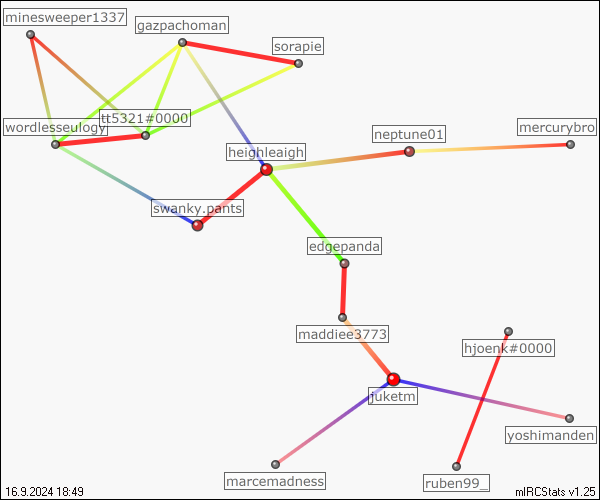 minesweeper1337
gazpachoman
sorapie
tt5321#0000
wordlesseulogy
neptune01
mercurybro
heighleaigh
swanky.pants
edgepanda
maddiee3773
hjoenk#0000
juketm
yoshimanden
marcemadness
ruben99_
16.9.2024 18:49
mIRCStats v1.25